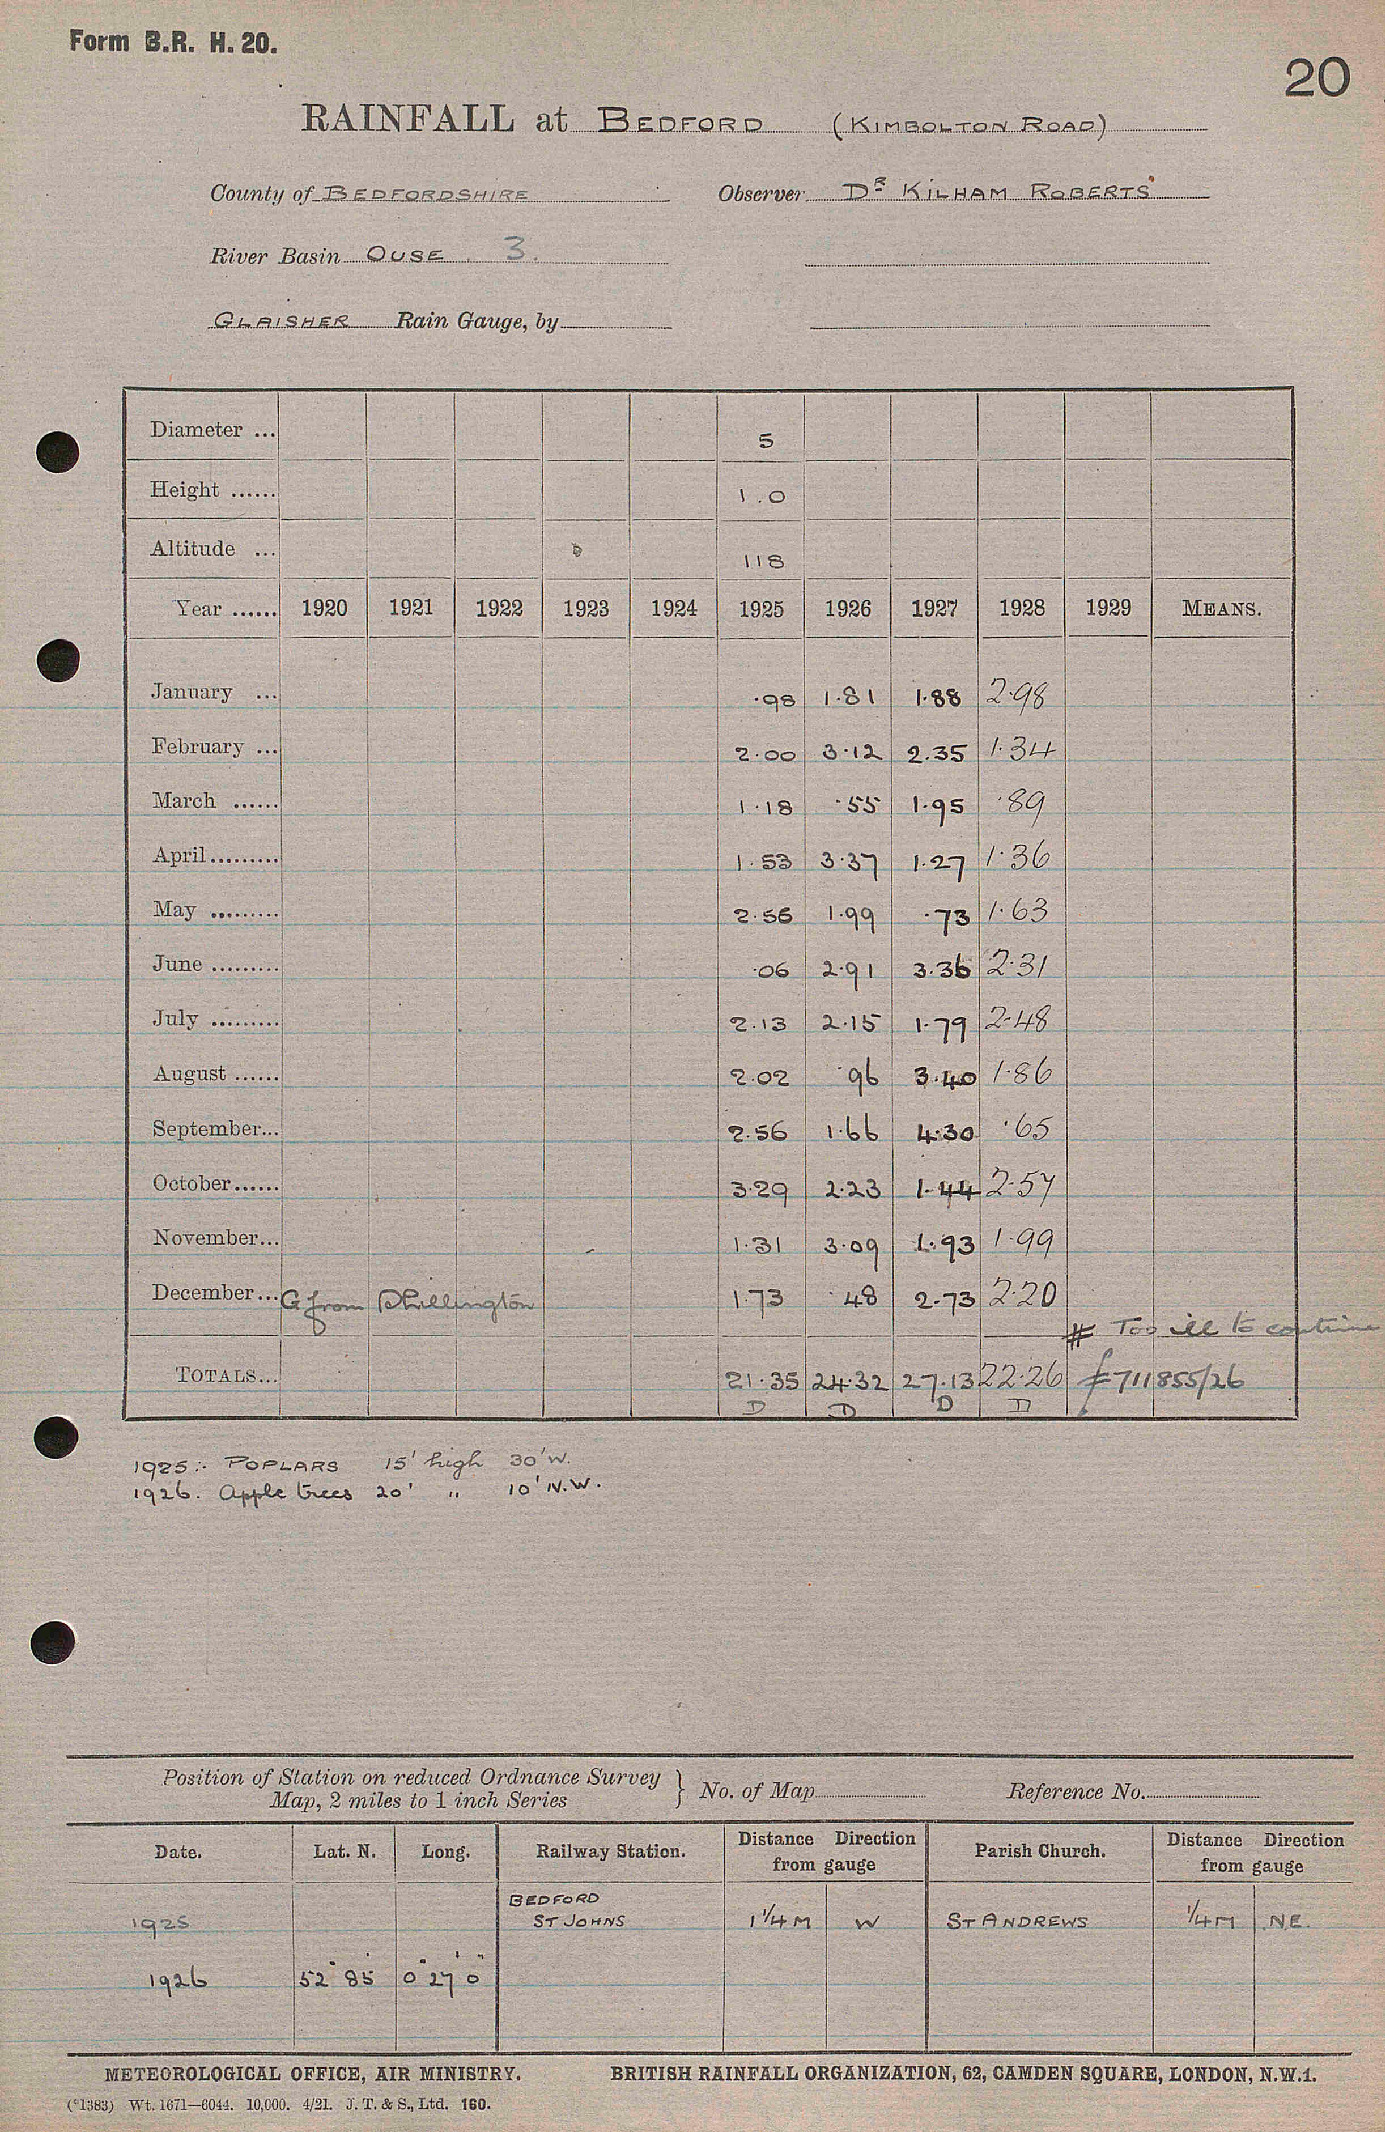 Form B.R. H. 20.
20
RAINFALL at BEDFORD (KIMBOLTON ROAD)
County of BEDFORDSHIRE Observer DR KILHAM ROBERTS
River Basin OUSE 3.
GLAISHER Rain Gauge, by
Diameter ... 5
Height ...... 1.0
Altitude ... 118
Year ...... 1920 1921 1922 1923 1924 1925 1926 1927 1928 1929 MEANS.
January ... ·98 1·81 1·88 2·98
February ... 2·00 3·12 2.35 1·34
March ...... 1·18 ·55 1·95 ·89
April......... 1·53 3·37 1·27 1·36
May ......... 2·56 1·99 ·73 1·63
June ......... ·06 2·91 3·36 2·31
July ......... 2·13 2·15 1·79 2·48
August ...... 2·02 ·96 3·40 1·86
September... 2·56 1·66 4·30 ·65
October...... 3·29 2·23 1·44 2·57
November... 1·31 3·09 1·93 1·99
December... G from Shillington 1·73 ·48 2·73 2·20
# Too ill to continue
TOTALS... 21·35 24·32 27·13 22·26 711855/26
D D D D
1925:- POPLARS 15' high 30' W.
1926. Apple trees 20' " 10' N.W.
Position of Station on reduced Ordnance Survey
Map, 2 miles to 1 inch Series } No. of Map Reference No.
Date. Lat. N. Long. Railway Station. Distance Direction from gauge Parish Church. Distance Direction from gauge
1925 BEDFORD ST JOHNS 1 1/4 M W ST ANDREWS 1/4 M N.E.
1926 52° 85' 0° 27' 0"
METEOROLOGICAL OFFICE, AIR MINISTRY. BRITISH RAINFALL ORGANIZATION, 62, CAMDEN SQUARE, LONDON, N.W.1.
(*1383) Wt. 1671—6044. 10,000. 4/21. J. T. & S., Ltd. 160.